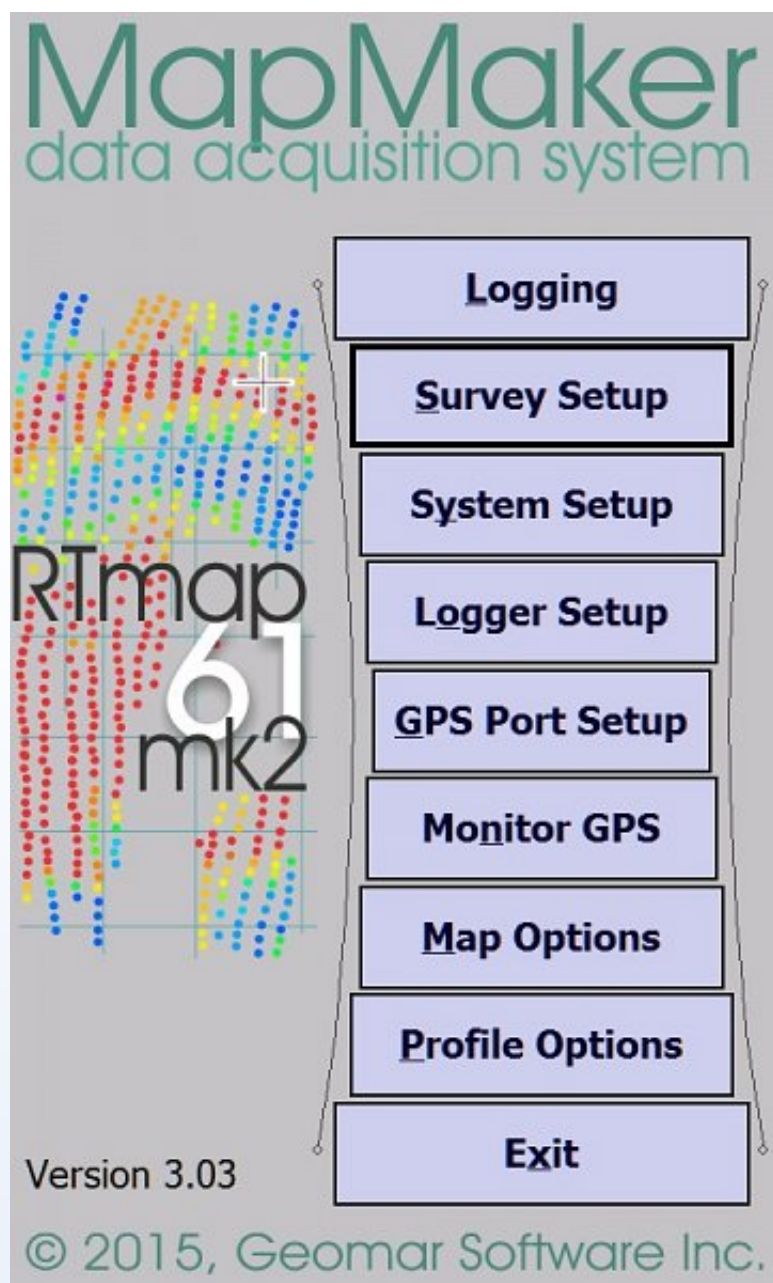 MapMaker
data acquisition system
Logging
Survey Setup
System Setup
Logger Setup
GPS Port Setup
Monitor GPS
Map Options
Profile Options
Exit
RTmap
61
mk2
Version 3.03
© 2015, Geomar Software Inc.